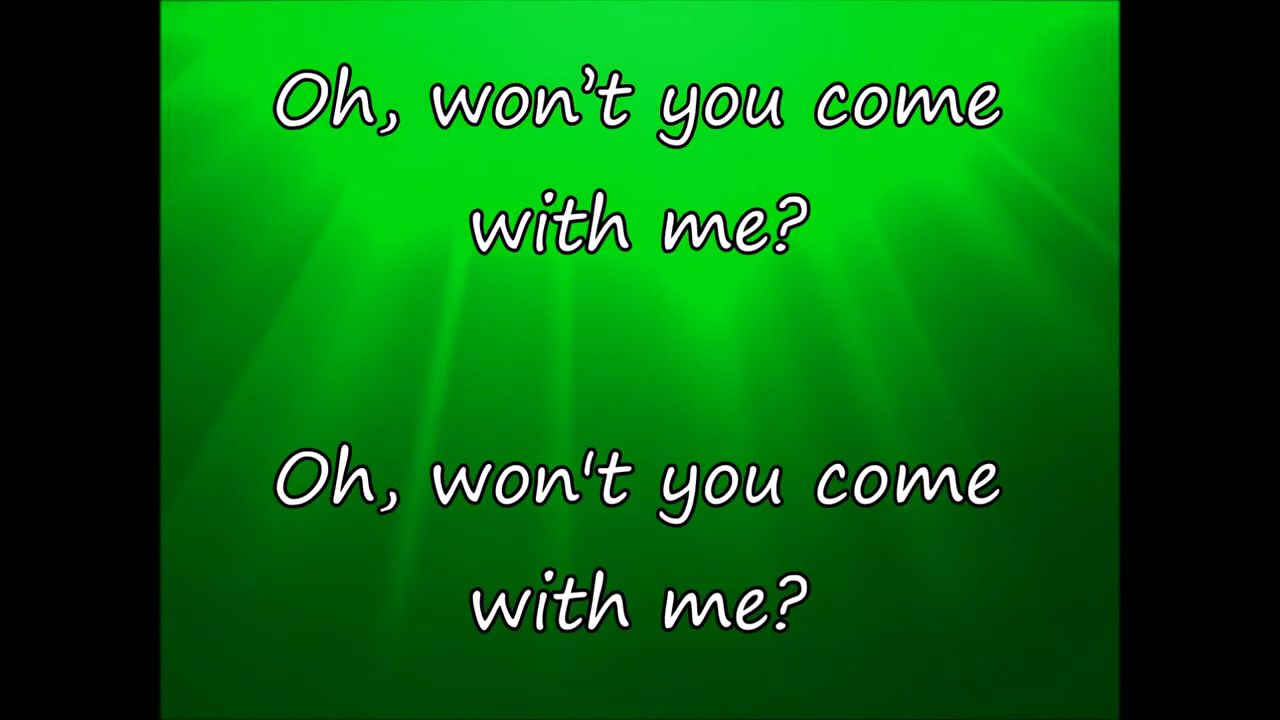 Oh, won’t you come
with me?
Oh, won't you come
with me?